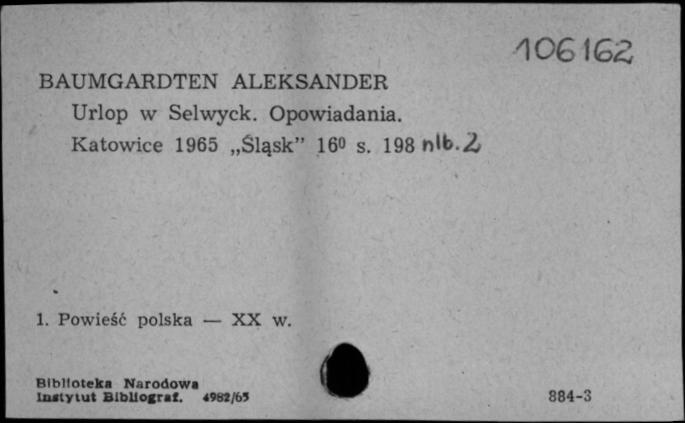 106162
BAUMGARDTEN ALEKSANDER
Urlop w Selwyck. Opowiadania.
Katowice 1965 „Śląsk” 16⁰ s. 198 nlb. 2
1. Powieść polska — XX w.
Biblioteka Narodowa
Instytut Bibliograf. 4982/65
884-3